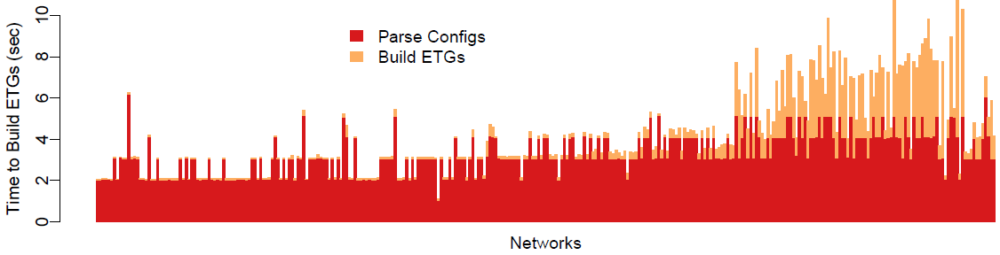 Time to Build ETGs (sec)
10
8
6
4
2
0
Parse Configs
Build ETGs
Networks